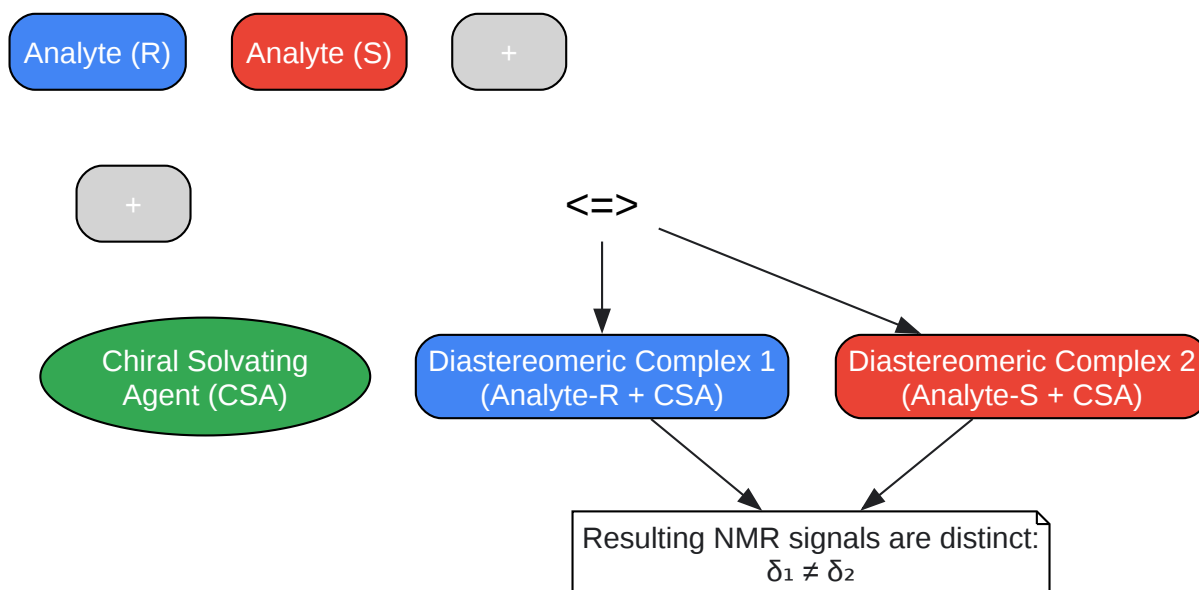 Analyte (R)
Analyte (S)
+
+
<=>
Chiral Solvating
Agent (CSA)
Diastereomeric Complex 1
(Analyte-R + CSA)
Diastereomeric Complex 2
(Analyte-S + CSA)
Resulting NMR signals are distinct:
δ₁ ≠ δ₂